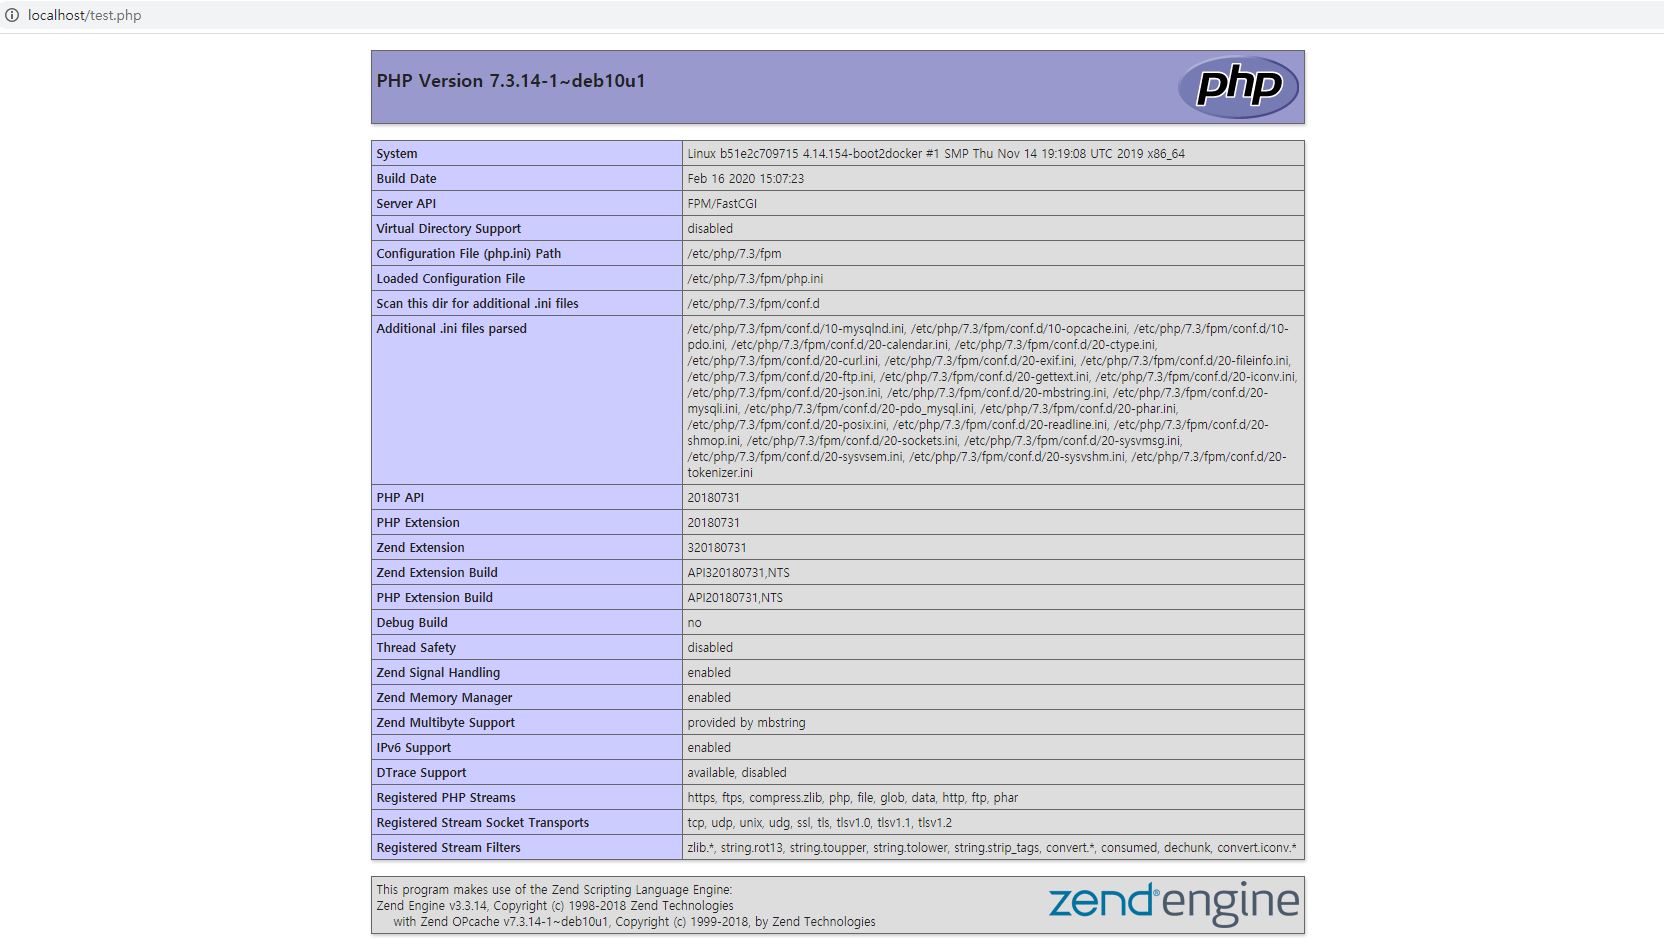 localhost/test.php
PHP Version 7.3.14-1~deb10u1
php
System Linux b51e2c709715 4.14.154-boot2docker #1 SMP Thu Nov 14 19:19:08 UTC 2019 x86_64
Build Date Feb 16 2020 15:07:23
Server API FPM/FastCGI
Virtual Directory Support disabled
Configuration File (php.ini) Path /etc/php/7.3/fpm
Loaded Configuration File /etc/php/7.3/fpm/php.ini
Scan this dir for additional .ini files /etc/php/7.3/fpm/conf.d
Additional .ini files parsed /etc/php/7.3/fpm/conf.d/10-mysqlnd.ini, /etc/php/7.3/fpm/conf.d/10-opcache.ini, /etc/php/7.3/fpm/conf.d/10-
pdo.ini, /etc/php/7.3/fpm/conf.d/20-calendar.ini, /etc/php/7.3/fpm/conf.d/20-ctype.ini,
/etc/php/7.3/fpm/conf.d/20-curl.ini, /etc/php/7.3/fpm/conf.d/20-exif.ini, /etc/php/7.3/fpm/conf.d/20-fileinfo.ini,
/etc/php/7.3/fpm/conf.d/20-ftp.ini, /etc/php/7.3/fpm/conf.d/20-gettext.ini, /etc/php/7.3/fpm/conf.d/20-iconv.ini,
/etc/php/7.3/fpm/conf.d/20-json.ini, /etc/php/7.3/fpm/conf.d/20-mbstring.ini, /etc/php/7.3/fpm/conf.d/20-
mysqli.ini, /etc/php/7.3/fpm/conf.d/20-pdo_mysql.ini, /etc/php/7.3/fpm/conf.d/20-phar.ini,
/etc/php/7.3/fpm/conf.d/20-posix.ini, /etc/php/7.3/fpm/conf.d/20-readline.ini, /etc/php/7.3/fpm/conf.d/20-
shmop.ini, /etc/php/7.3/fpm/conf.d/20-sockets.ini, /etc/php/7.3/fpm/conf.d/20-sysvmsg.ini,
/etc/php/7.3/fpm/conf.d/20-sysvsem.ini, /etc/php/7.3/fpm/conf.d/20-sysvshm.ini, /etc/php/7.3/fpm/conf.d/20-
tokenizer.ini
PHP API 20180731
PHP Extension 20180731
Zend Extension 320180731
Zend Extension Build API320180731,NTS
PHP Extension Build API20180731,NTS
Debug Build no
Thread Safety disabled
Zend Signal Handling enabled
Zend Memory Manager enabled
Zend Multibyte Support provided by mbstring
IPv6 Support enabled
DTrace Support available, disabled
Registered PHP Streams https, ftps, compress.zlib, php, file, glob, data, http, ftp, phar
Registered Stream Socket Transports tcp, udp, unix, udg, ssl, tls, tlsv1.0, tlsv1.1, tlsv1.2
Registered Stream Filters zlib.*, string.rot13, string.toupper, string.tolower, string.strip_tags, convert.*, consumed, dechunk, convert.iconv.*
This program makes use of the Zend Scripting Language Engine:
Zend Engine v3.3.14, Copyright (c) 1998-2018 Zend Technologies
with Zend OPcache v7.3.14-1~deb10u1, Copyright (c) 1999-2018, by Zend Technologies
zend®engine